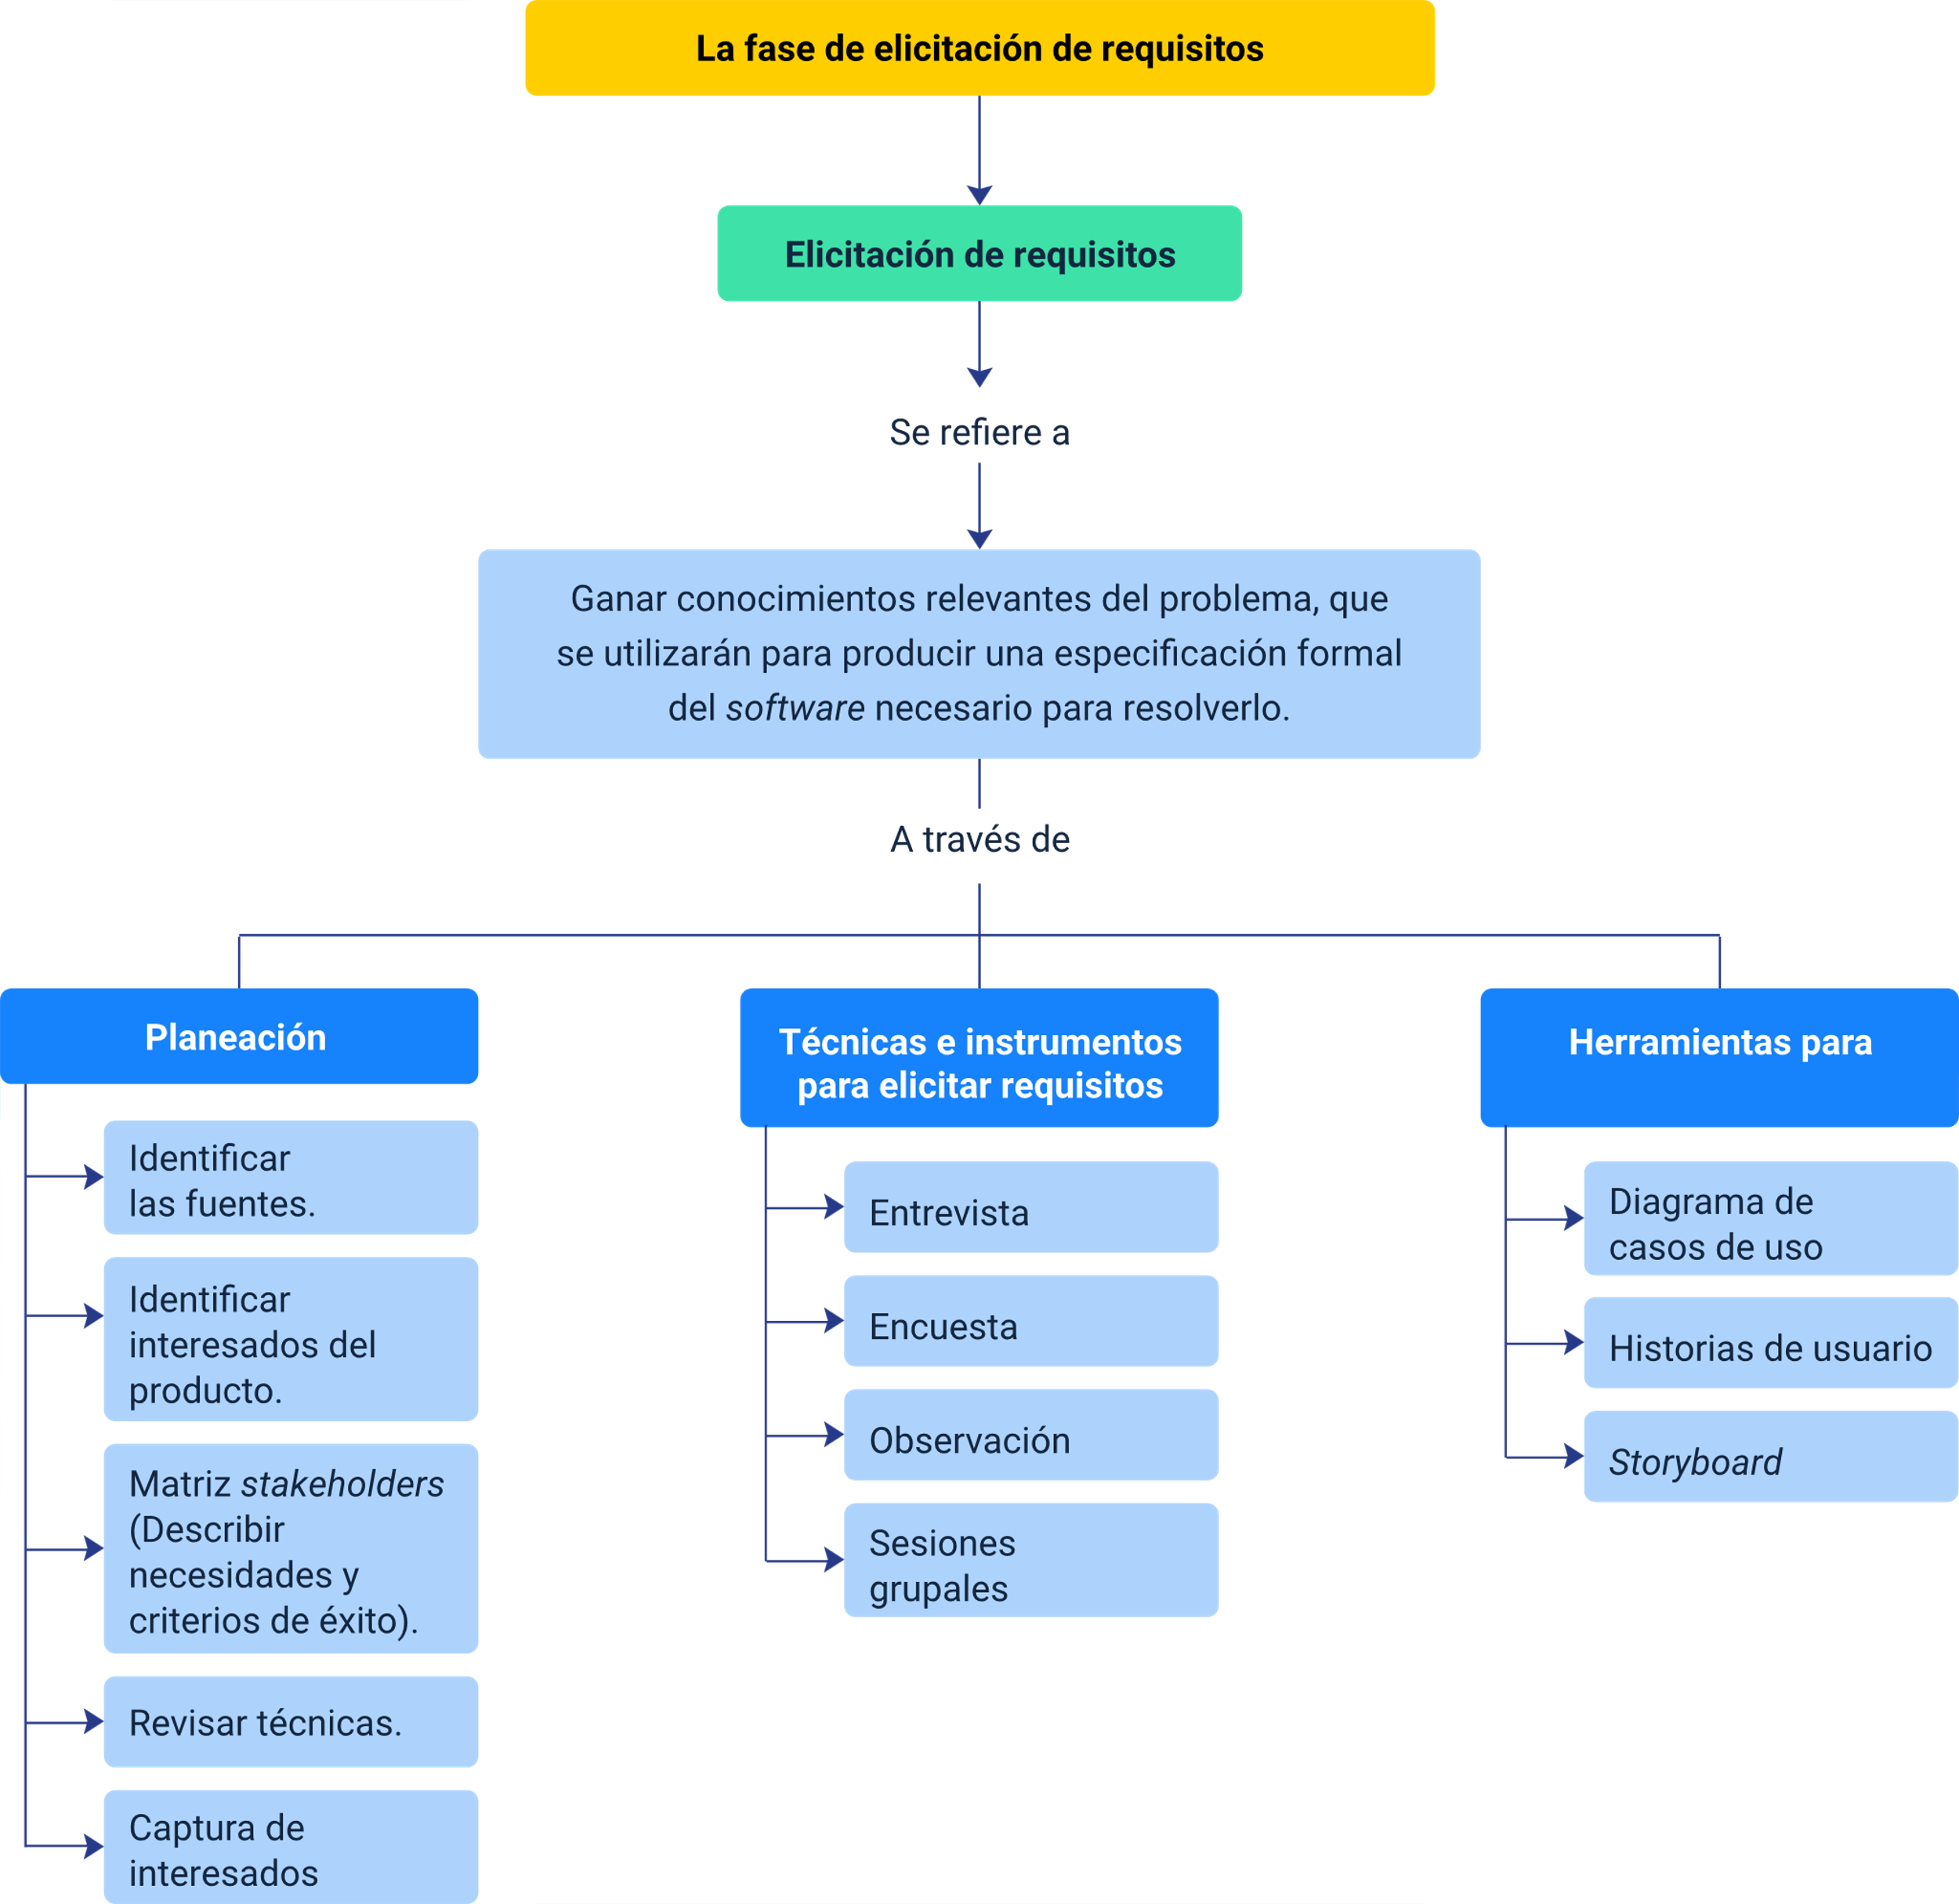 La fase de elicitación de requisitos
Elicitación de requisitos
Se refiere a
Ganar conocimientos relevantes del problema, que
se utilizarán para producir una especificación formal
del software necesario para resolverlo.
A través de
Planeación
Identificar
las fuentes.
Identificar
interesados del
producto.
Matriz stakeholders
(Describir
necesidades y
criterios de éxito).
Revisar técnicas.
Captura de
interesados
Técnicas e instrumentos
para elicitar requisitos
Entrevista
Encuesta
Observación
Sesiones
grupales
Herramientas para
Diagrama de
casos de uso
Historias de usuario
Storyboard